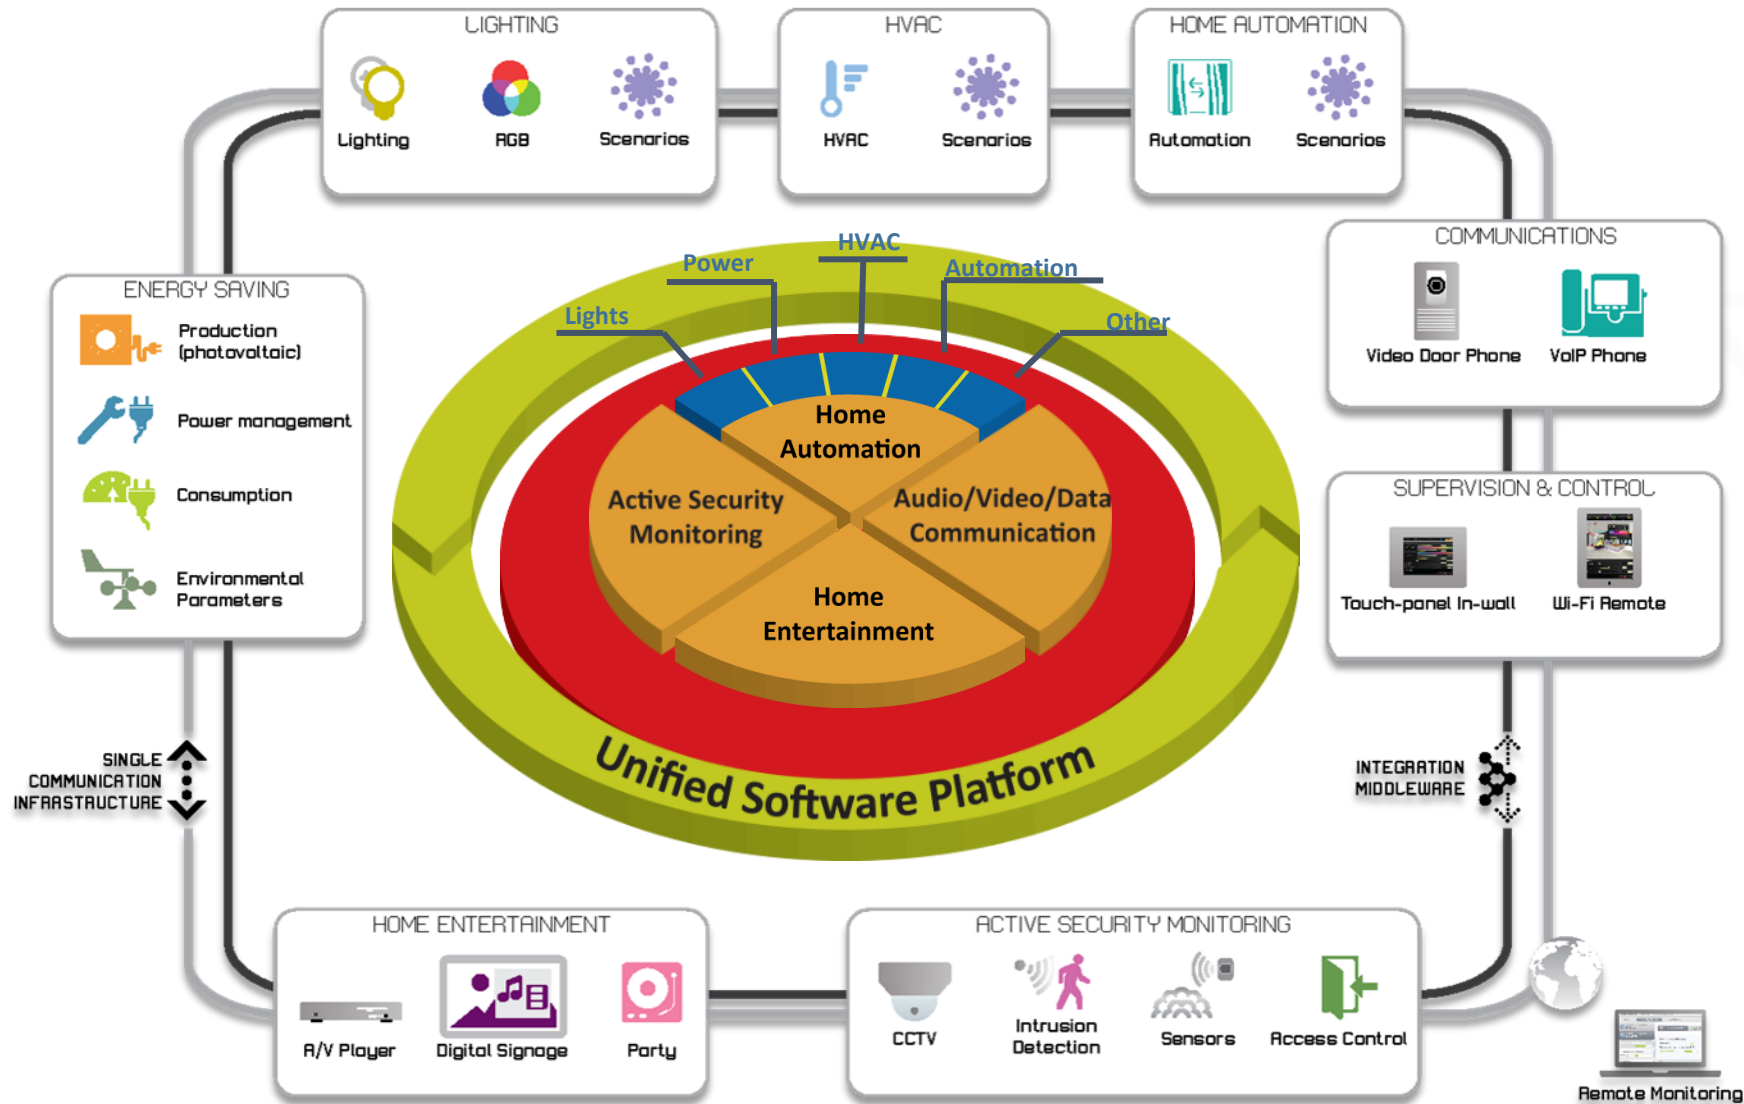 LIGHTING
Lighting
RGB
Scenarios
HVAC
HVAC
Scenarios
HOME AUTOMATION
Automation
Scenarios
COMMUNICATIONS
Video Door Phone
VoIP Phone
ENERGY SAVING
Production
(photovoltaic)
Power management
Consumption
Environmental
Parameters
HVAC
Power
Automation
Lights
Other
Home
Automation
Active Security
Monitoring
Audio/Video/Data
Communication
Home
Entertainment
Unified Software Platform
SUPERVISION & CONTROL
Touch-panel In-wall
Wi-Fi Remote
SINGLE
COMMUNICATION
INFRASTRUCTURE
INTEGRATION
MIDDLEWARE
HOME ENTERTAINMENT
A/V Player
Digital Signage
Party
ACTIVE SECURITY MONITORING
CCTV
Intrusion
Detection
Sensors
Access Control
Remote Monitoring